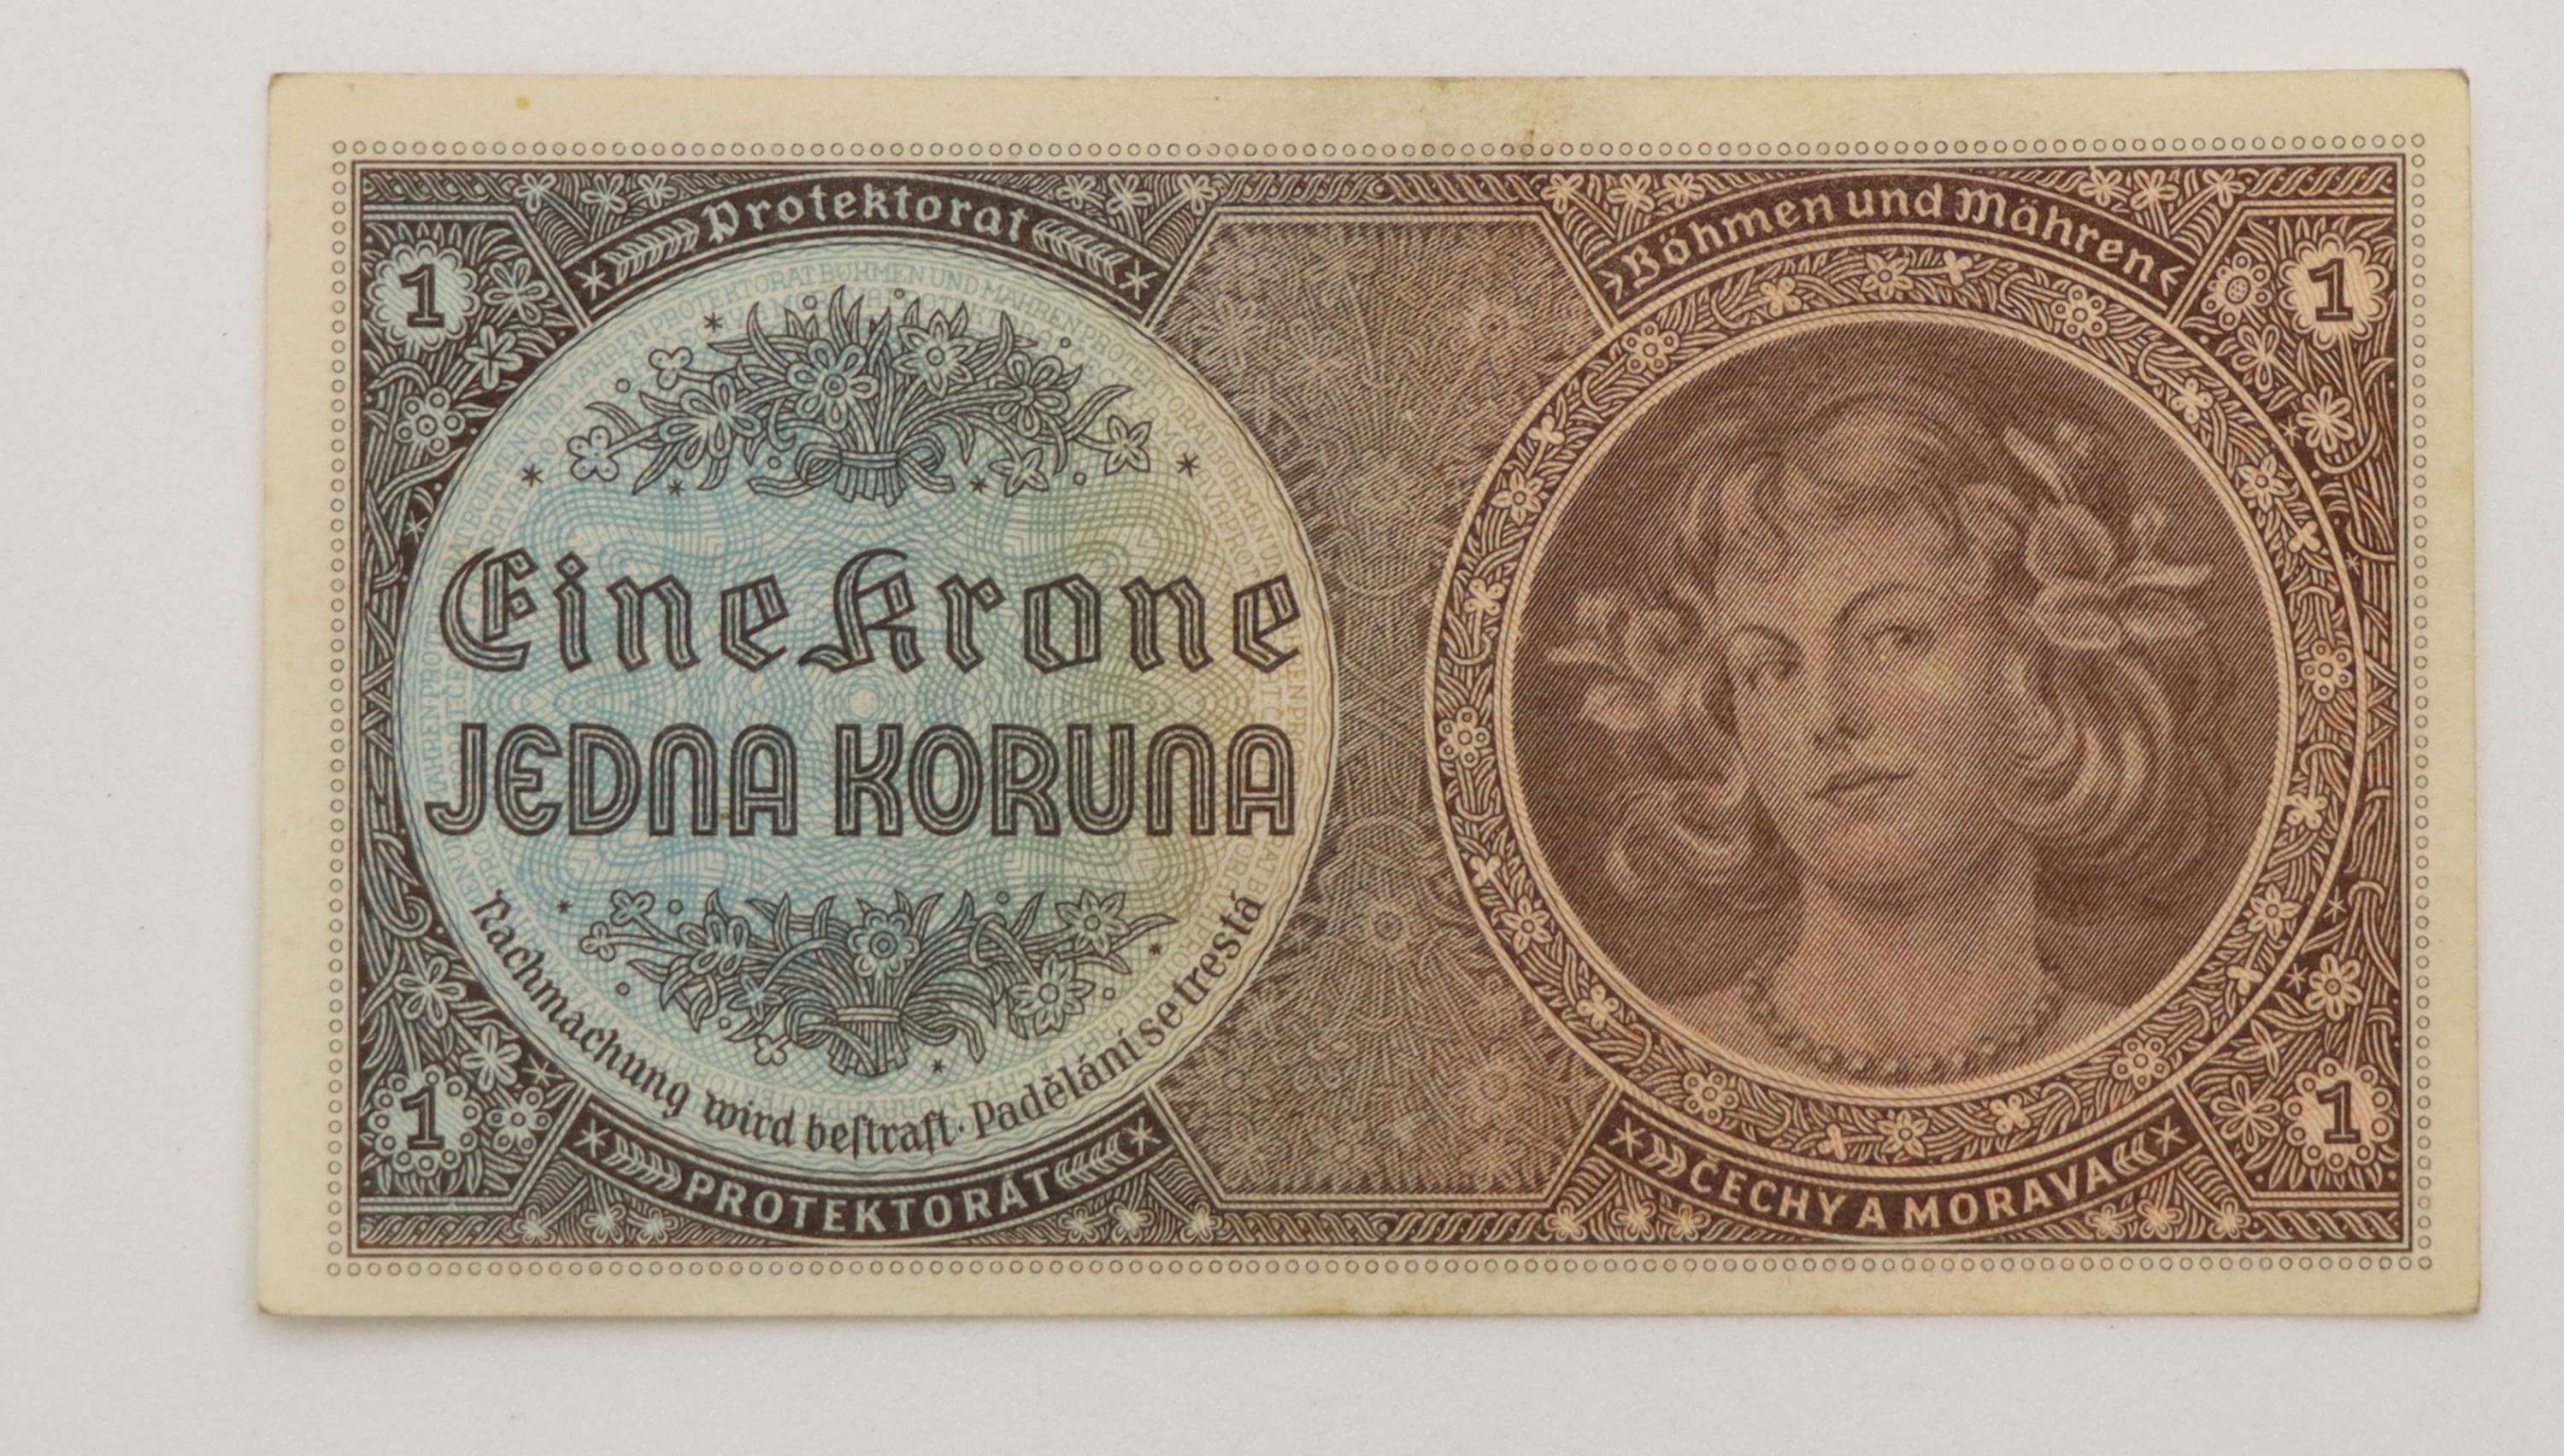 Protektorat
Böhmen und Mähren
1
1
Eine Krone
JEDNA KORUNA
Nachmachung wird bestraft · Padělání se trestá
1
1
PROTEKTORÁT
ČECHY A MORAVA